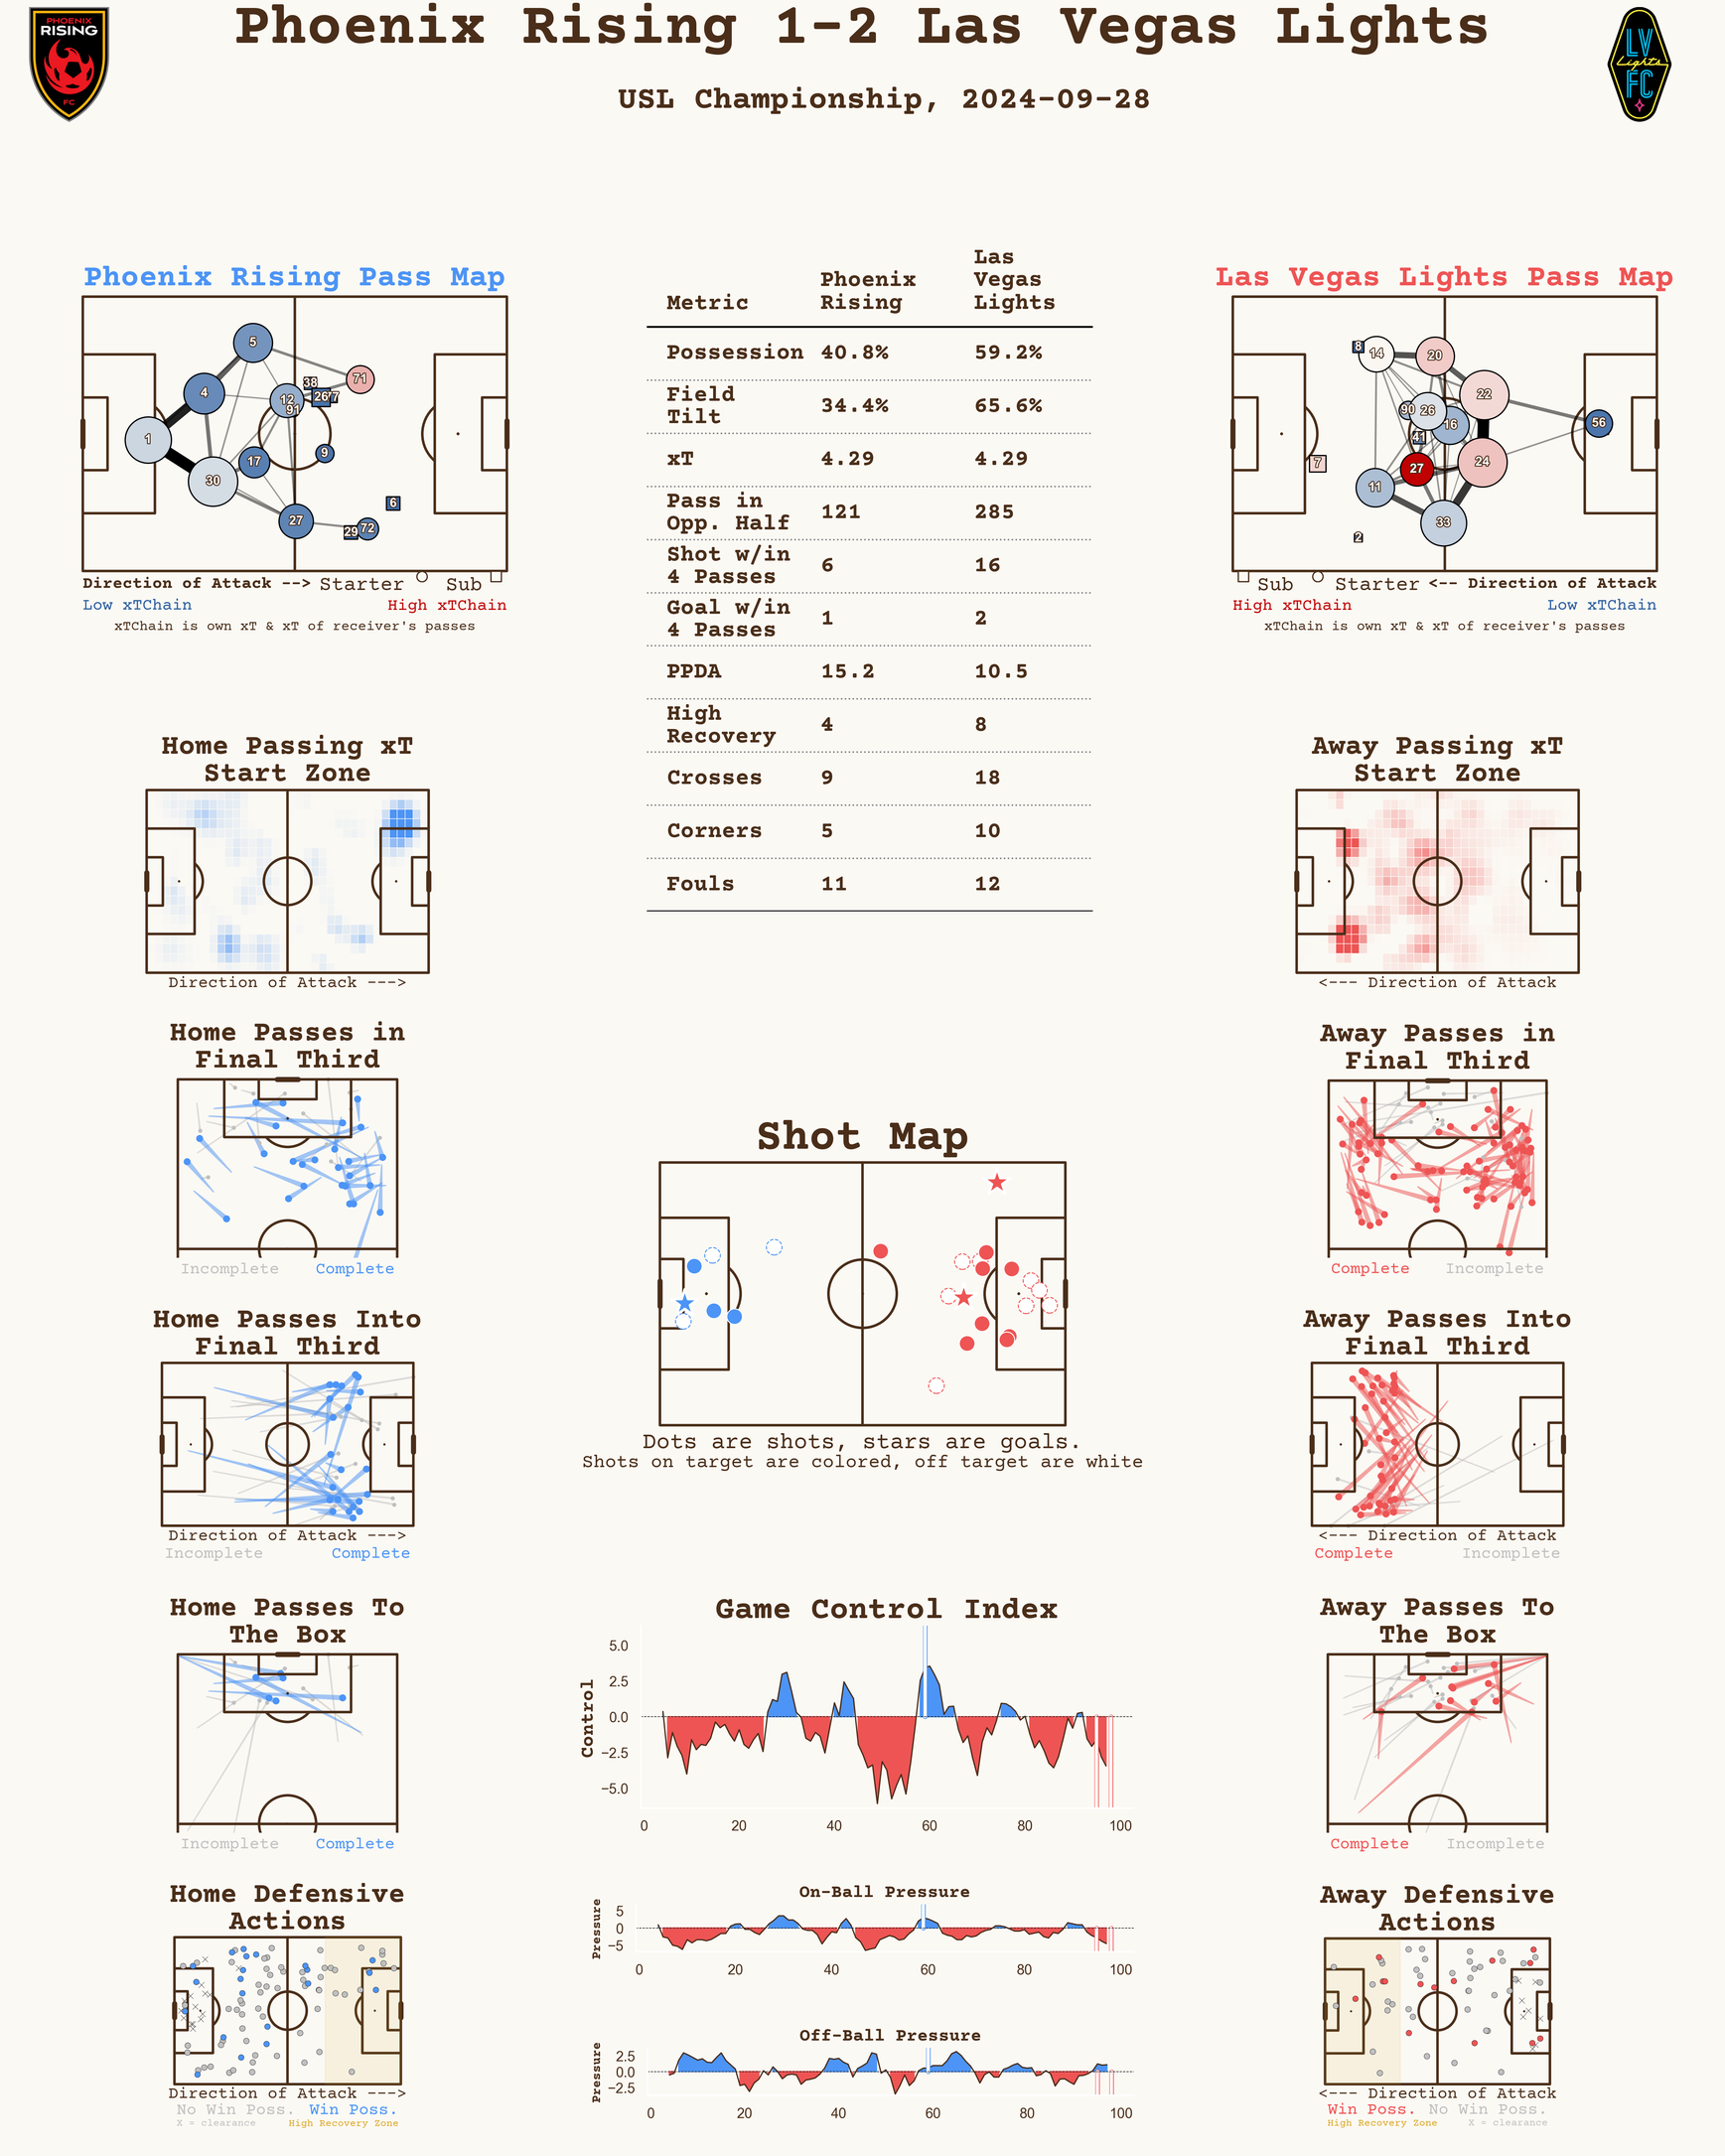 Phoenix Rising 1-2 Las Vegas Lights
USL Championship, 2024-09-28
PHOENIX
RISING
FC
LV
Lights
FC
Phoenix Rising Pass Map
5
4
1
30
17
12
91
38
26
77
71
9
6
27
29
72
Direction of Attack --> Starter Sub
Low xTChain High xTChain
xTChain is own xT & xT of receiver's passes
Metric Phoenix Rising Las Vegas Lights
Possession 40.8% 59.2%
Field Tilt 34.4% 65.6%
xT 4.29 4.29
Pass in Opp. Half 121 285
Shot w/in 4 Passes 6 16
Goal w/in 4 Passes 1 2
PPDA 15.2 10.5
High Recovery 4 8
Crosses 9 18
Corners 5 10
Fouls 11 12
Las Vegas Lights Pass Map
8
14
20
22
90
26
16
41
56
7
27
24
11
33
2
Sub Starter <-- Direction of Attack
High xTChain Low xTChain
xTChain is own xT & xT of receiver's passes
Home Passing xT
Start Zone
Direction of Attack --->
Away Passing xT
Start Zone
<--- Direction of Attack
Home Passes in
Final Third
Incomplete Complete
Away Passes in
Final Third
Complete Incomplete
Shot Map
Dots are shots, stars are goals.
Shots on target are colored, off target are white
Home Passes Into
Final Third
Direction of Attack --->
Incomplete Complete
Away Passes Into
Final Third
<--- Direction of Attack
Complete Incomplete
Home Passes To
The Box
Incomplete Complete
Game Control Index
Control
5.0
2.5
0.0
−2.5
−5.0
0 20 40 60 80 100
Away Passes To
The Box
Complete Incomplete
Home Defensive
Actions
Direction of Attack --->
No Win Poss. Win Poss.
X = clearance High Recovery Zone
On-Ball Pressure
Pressure
5
0
−5
0 20 40 60 80 100
Off-Ball Pressure
Pressure
2.5
0.0
−2.5
0 20 40 60 80 100
Away Defensive
Actions
<--- Direction of Attack
Win Poss. No Win Poss.
High Recovery Zone X = clearance